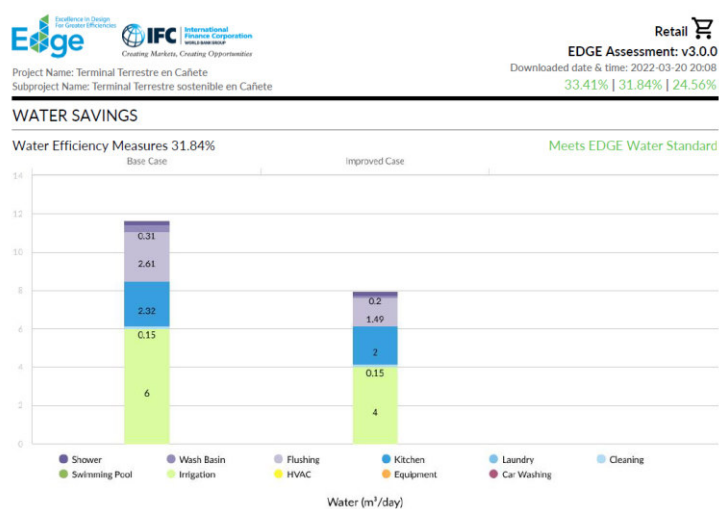 Edge
Excellence in Design
For Greater Efficiencies
IFC
International
Finance Corporation
WORLD BANK GROUP
Creating Markets, Creating Opportunities
Retail
EDGE Assessment: v3.0.0
Project Name: Terminal Terrestre en Cañete
Downloaded date & time: 2022-03-20 20:08
Subproject Name: Terminal Terrestre sostenible en Cañete
33.41% | 31.84% | 24.56%
WATER SAVINGS
Water Efficiency Measures 31.84%
Meets EDGE Water Standard
Base Case
Improved Case
14
12
10
8
6
4
2
0
0.31
2.61
2.32
0.15
6
0.2
1.49
2
0.15
4
Shower
Wash Basin
Flushing
Kitchen
Laundry
Cleaning
Swimming Pool
Irrigation
HVAC
Equipment
Car Washing
Water (m³/day)